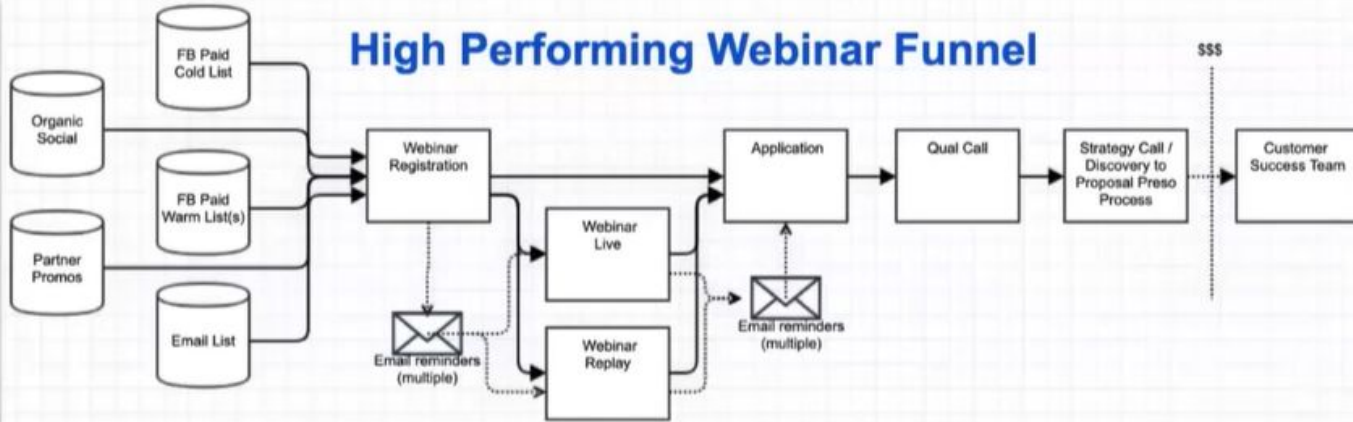 High Performing Webinar Funnel
$$$
FB Paid
Cold List
Organic
Social
FB Paid
Warm List(s)
Partner
Promos
Email List
Webinar
Registration
Email reminders
(multiple)
Webinar
Live
Webinar
Replay
Application
Email reminders
(multiple)
Qual Call
Strategy Call /
Discovery to
Proposal Preso
Process
Customer
Success Team